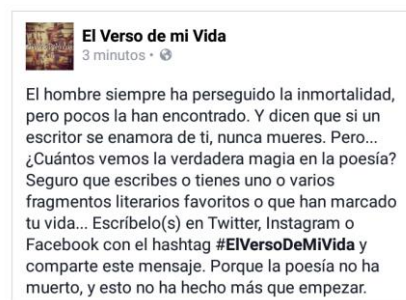 El Verso de mi Vida
3 minutos •
El hombre siempre ha perseguido la inmortalidad,
pero pocos la han encontrado. Y dicen que si un
escritor se enamora de ti, nunca mueres. Pero...
¿Cuántos vemos la verdadera magia en la poesía?
Seguro que escribes o tienes uno o varios
fragmentos literarios favoritos o que han marcado
tu vida... Escríbelo(s) en Twitter, Instagram o
Facebook con el hashtag #ElVersoDeMiVida y
comparte este mensaje. Porque la poesía no ha
muerto, y esto no ha hecho más que empezar.